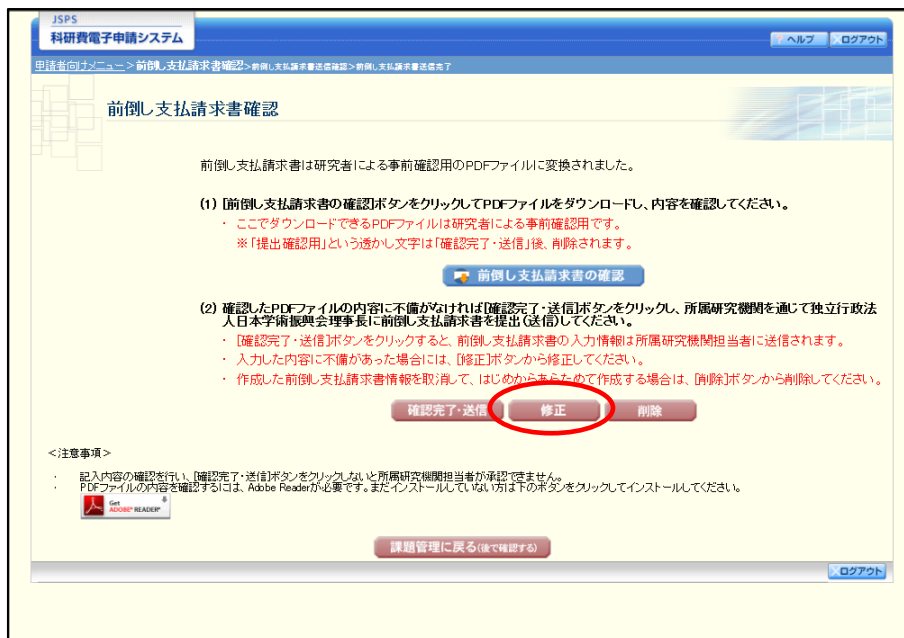 JSPS
科研費電子申請システム
ヘルプ
ログアウト
申請者向けメニュー>前倒し支払請求書確認>前倒し支払請求書送信確認>前倒し支払請求書送信完了
前倒し支払請求書確認
前倒し支払請求書は研究者による事前確認用のPDFファイルに変換されました。
(1) [前倒し支払請求書の確認]ボタンをクリックしてPDFファイルをダウンロードし、内容を確認してください。
・ ここでダウンロードできるPDFファイルは研究者による事前確認用です。
※「提出確認用」という透かし文字は「確認完了・送信」後、削除されます。
前倒し支払請求書の確認
(2) 確認したPDFファイルの内容に不備がなければ[確認完了・送信]ボタンをクリックし、所属研究機関を通じて独立行政法
人日本学術振興会理事長に前倒し支払請求書を提出(送信)してください。
・ [確認完了・送信]ボタンをクリックすると、前倒し支払請求書の入力情報は所属研究機関担当者に送信されます。
・ 入力した内容に不備があった場合には、[修正]ボタンから修正してください。
・ 作成した前倒し支払請求書情報を取消して、はじめからあらためて作成する場合は、[削除]ボタンから削除してください。
確認完了・送信
修正
削除
<注意事項>
・ 記入内容の確認を行い、[確認完了・送信]ボタンをクリックしないと所属研究機関担当者が承認できません。
・ PDFファイルの内容を確認するには、Adobe Readerが必要です。まだインストールしていない方は下のボタンをクリックしてインストールしてください。
Get
ADOBE® READER®
課題管理に戻る(後で確認する)
ログアウト